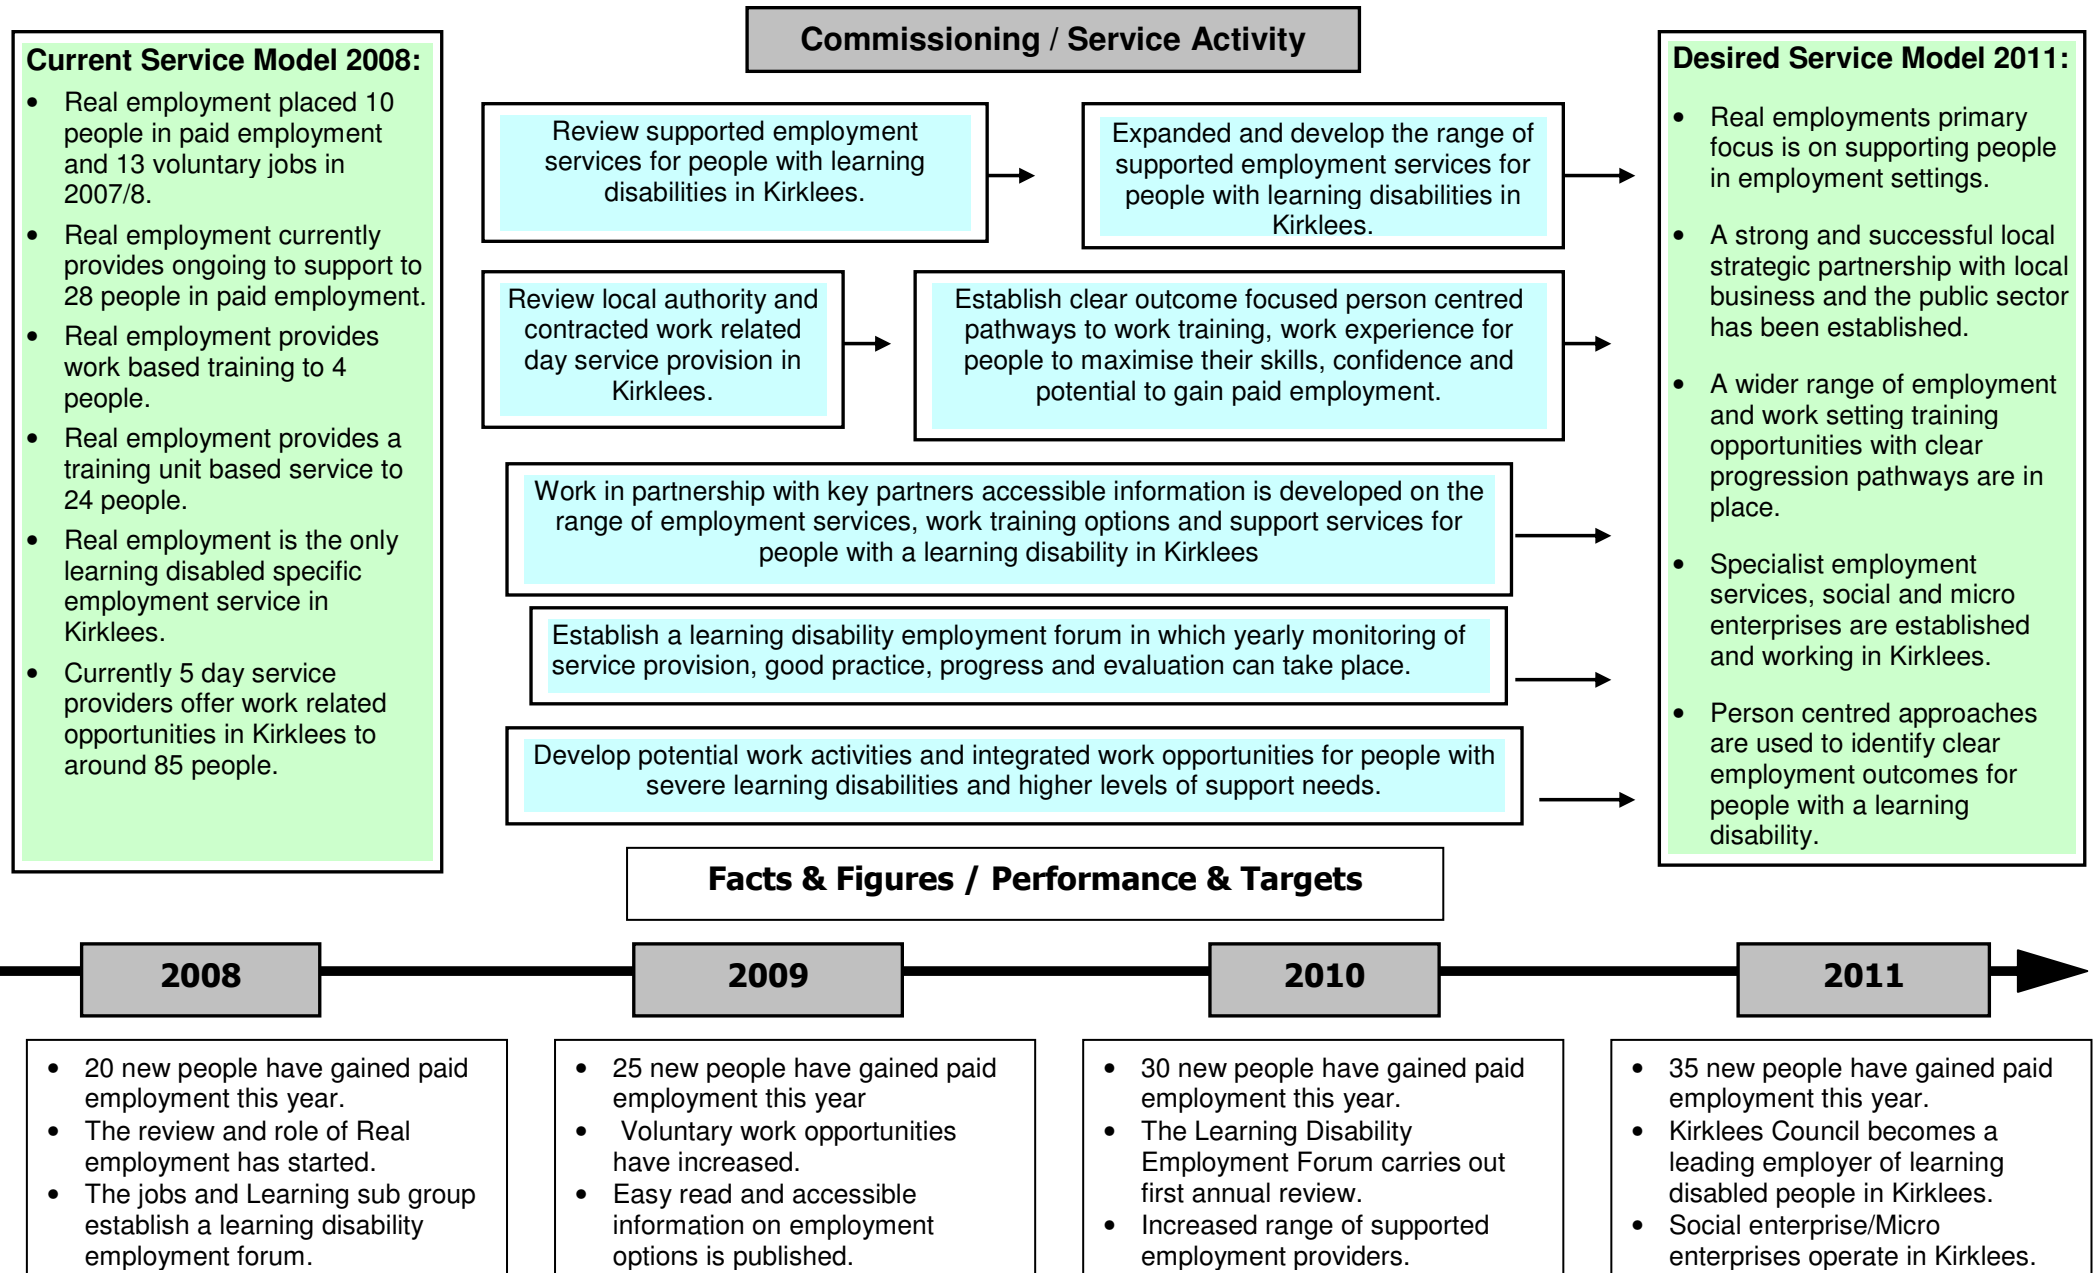 Commissioning / Service Activity
Current Service Model 2008:
• Real employment placed 10
people in paid employment
and 13 voluntary jobs in
2007/8.
• Real employment currently
provides ongoing to support to
28 people in paid employment.
• Real employment provides
work based training to 4
people.
• Real employment provides a
training unit based service to
24 people.
• Real employment is the only
learning disabled specific
employment service in
Kirklees.
• Currently 5 day service
providers offer work related
opportunities in Kirklees to
around 85 people.
Review supported employment
services for people with learning
disabilities in Kirklees.
Expanded and develop the range of
supported employment services for
people with learning disabilities in
Kirklees.
Review local authority and
contracted work related
day service provision in
Kirklees.
Establish clear outcome focused person centred
pathways to work training, work experience for
people to maximise their skills, confidence and
potential to gain paid employment.
Work in partnership with key partners accessible information is developed on the
range of employment services, work training options and support services for
people with a learning disability in Kirklees
Establish a learning disability employment forum in which yearly monitoring of
service provision, good practice, progress and evaluation can take place.
Develop potential work activities and integrated work opportunities for people with
severe learning disabilities and higher levels of support needs.
Desired Service Model 2011:
• Real employments primary
focus is on supporting people
in employment settings.
• A strong and successful local
strategic partnership with local
business and the public sector
has been established.
• A wider range of employment
and work setting training
opportunities with clear
progression pathways are in
place.
• Specialist employment
services, social and micro
enterprises are established
and working in Kirklees.
• Person centred approaches
are used to identify clear
employment outcomes for
people with a learning
disability.
Facts & Figures / Performance & Targets
2008
2009
2010
2011
• 20 new people have gained paid
employment this year.
• The review and role of Real
employment has started.
• The jobs and Learning sub group
establish a learning disability
employment forum.
• 25 new people have gained paid
employment this year
• Voluntary work opportunities
have increased.
• Easy read and accessible
information on employment
options is published.
• 30 new people have gained paid
employment this year.
• The Learning Disability
Employment Forum carries out
first annual review.
• Increased range of supported
employment providers.
• 35 new people have gained paid
employment this year.
• Kirklees Council becomes a
leading employer of learning
disabled people in Kirklees.
• Social enterprise/Micro
enterprises operate in Kirklees.